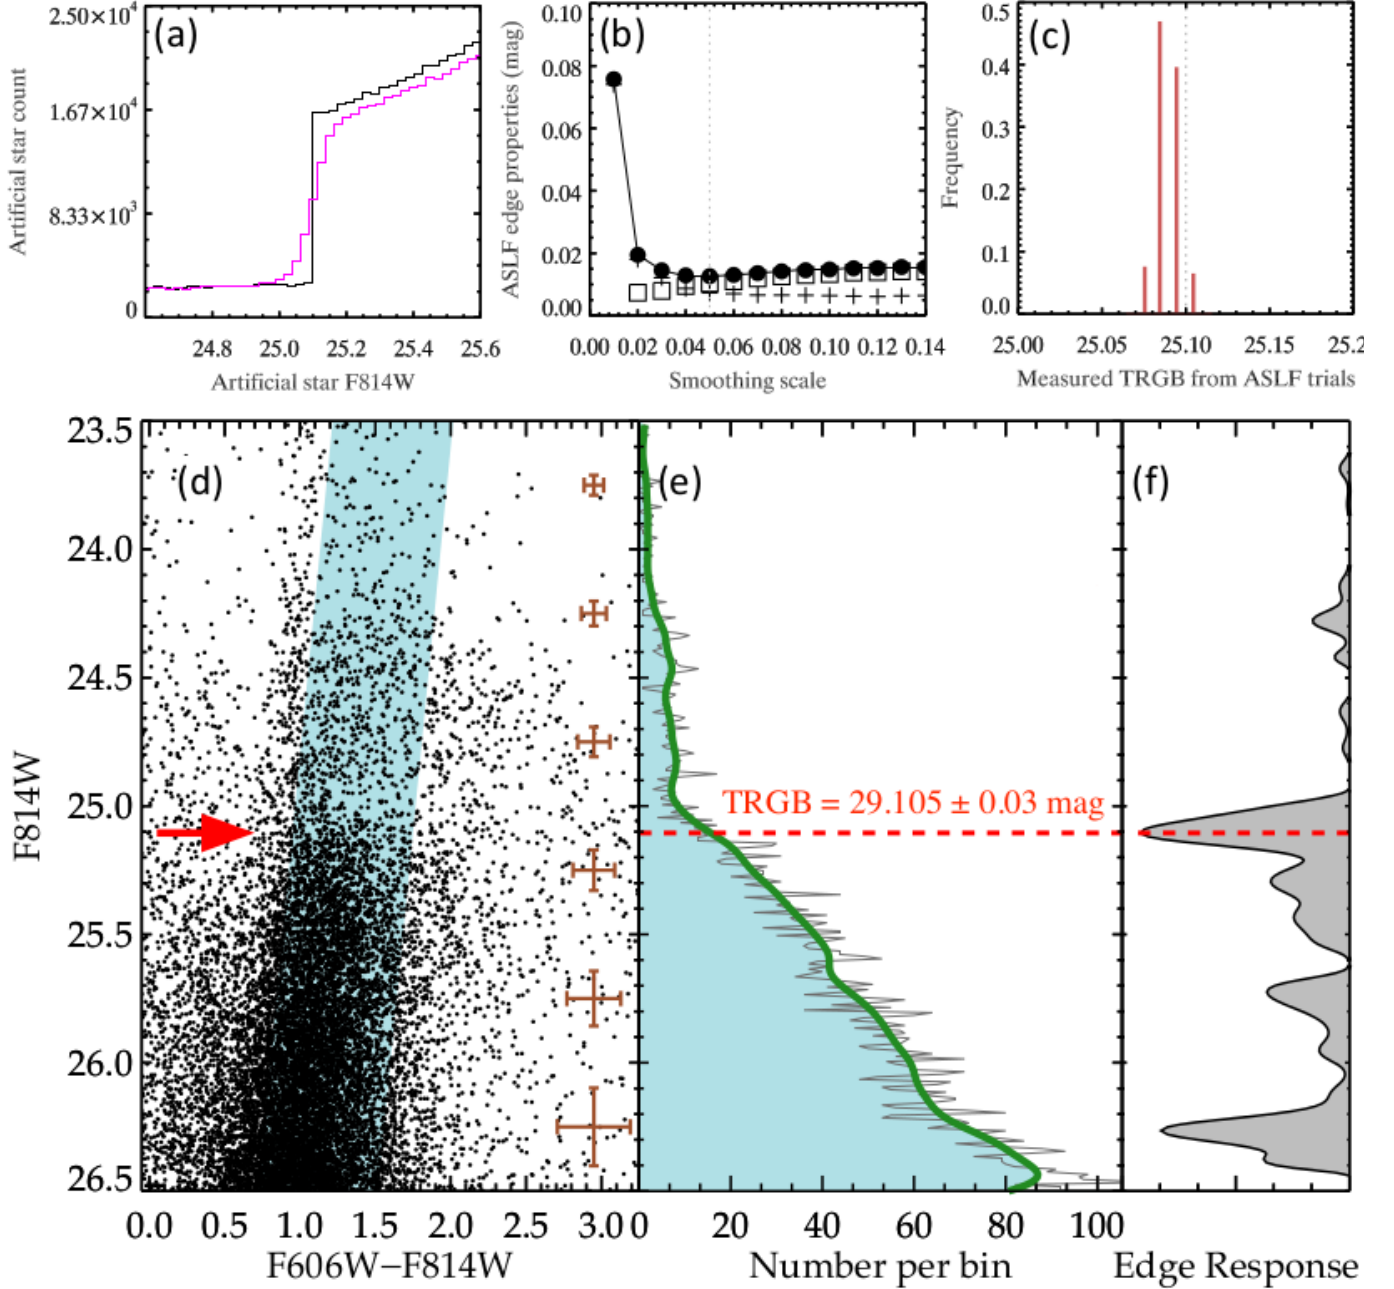 (a)
2.50×10⁴
1.67×10⁴
8.33×10³
0
24.8 25.0 25.2 25.4 25.6
Artificial star F814W
Artificial star count
(b)
0.10
0.08
0.06
0.04
0.02
0.00
0.00 0.02 0.04 0.06 0.08 0.10 0.12 0.14
Smoothing scale
ASLF edge properties (mag)
(c)
0.5
0.4
0.3
0.2
0.1
0.0
25.00 25.05 25.10 25.15 25.2
Measured TRGB from ASLF trials
Frequency
(d)
23.5
24.0
24.5
25.0
25.5
26.0
26.5
0.0 0.5 1.0 1.5 2.0 2.5 3.0
F606W−F814W
F814W
(e)
TRGB = 29.105 ± 0.03 mag
0 20 40 60 80 100
Number per bin
(f)
Edge Response